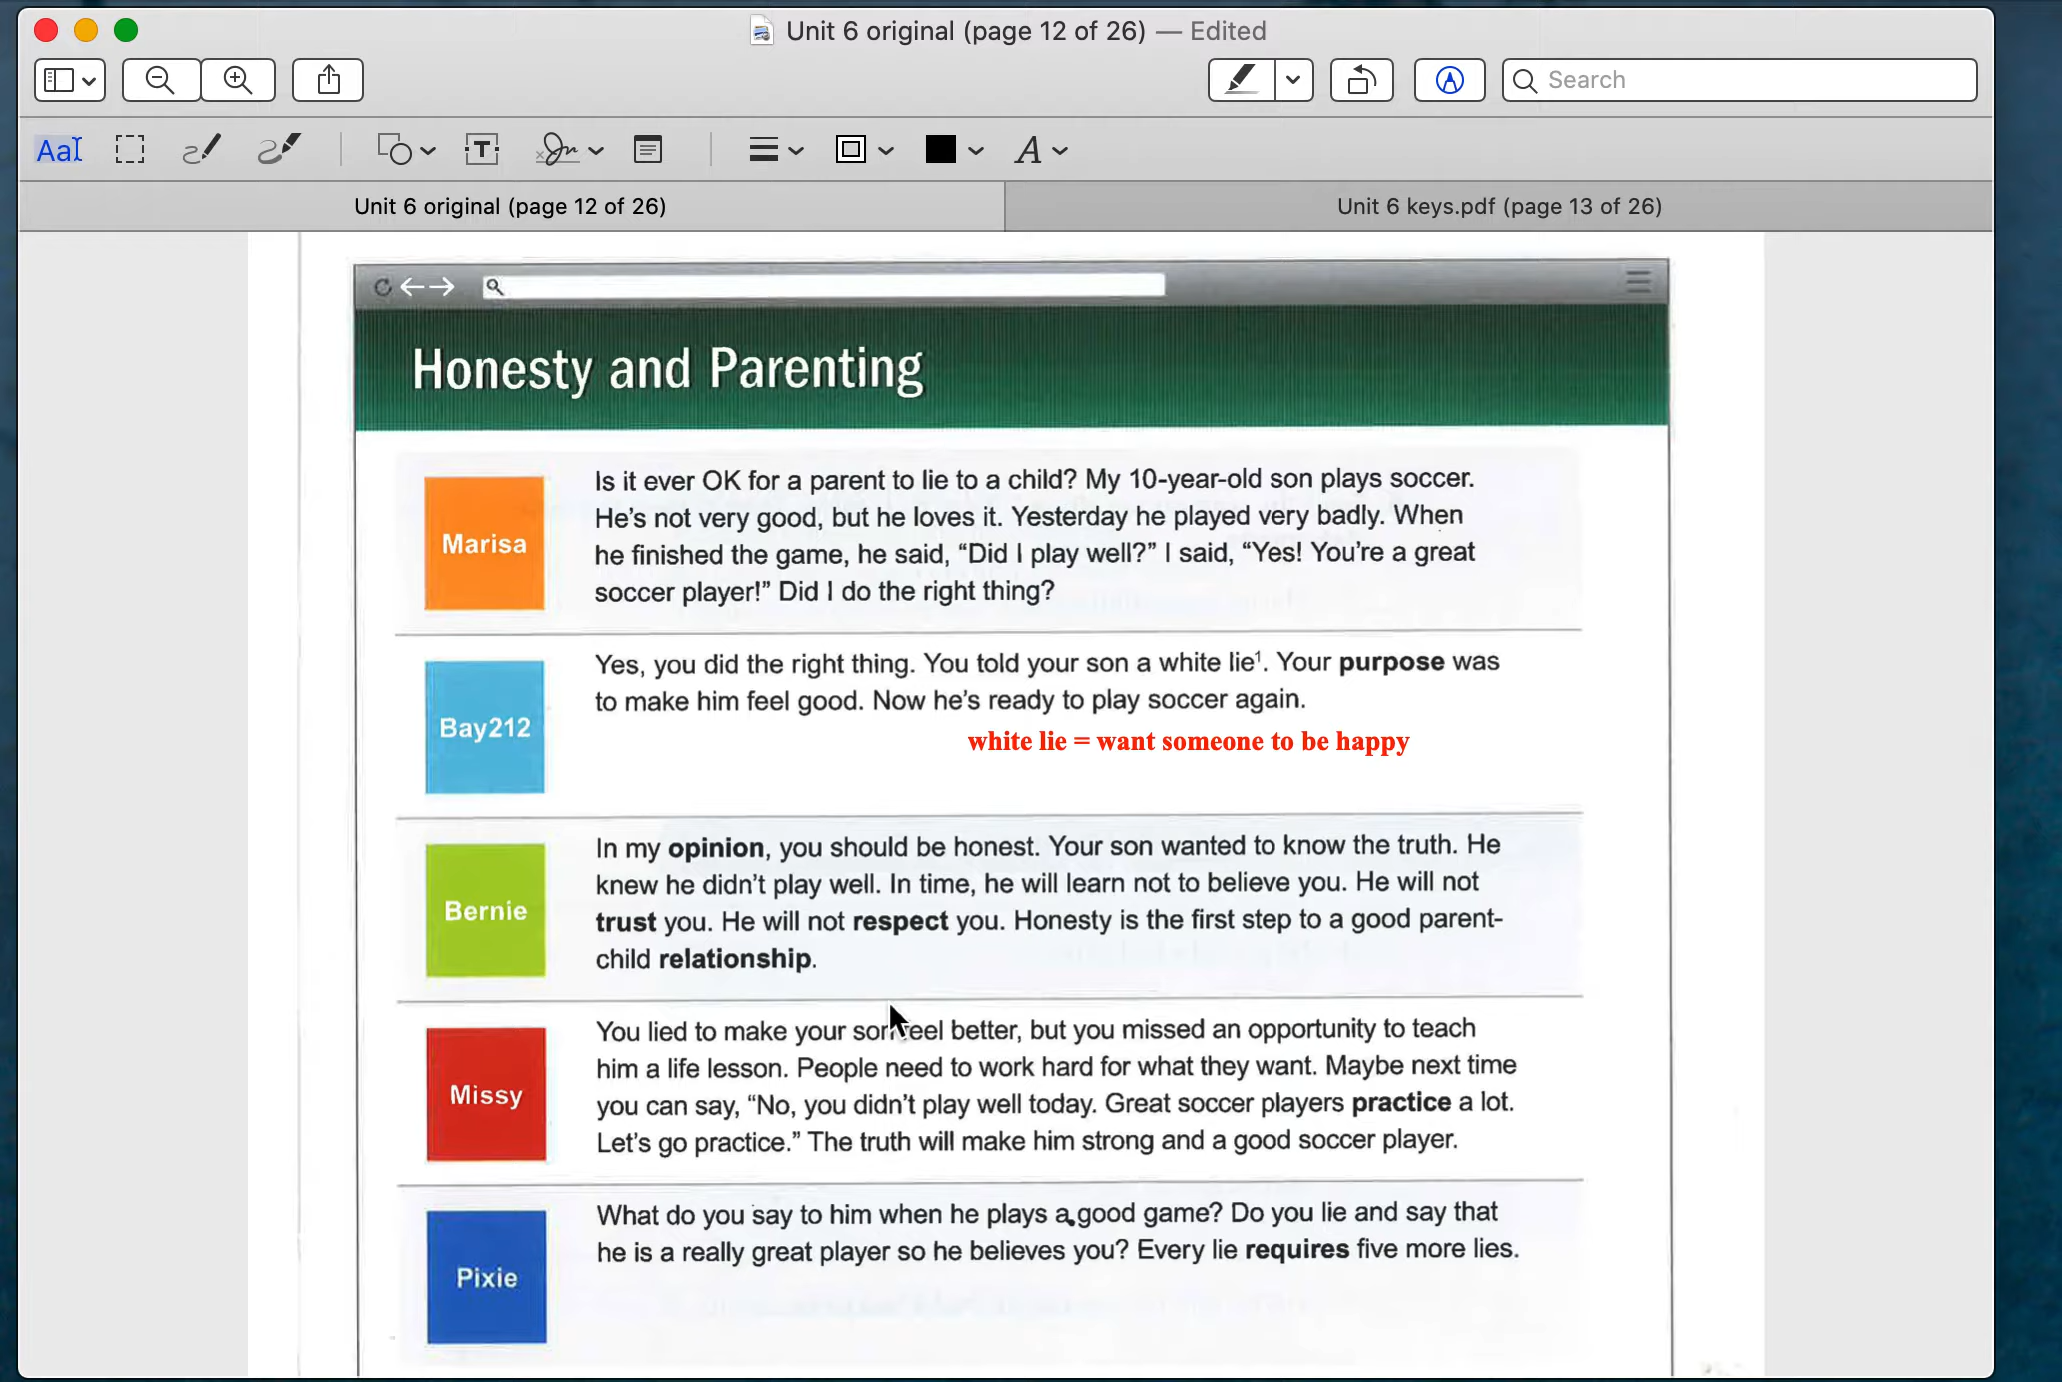 Unit 6 original (page 12 of 26) — Edited
Search
Unit 6 original (page 12 of 26)
Unit 6 keys.pdf (page 13 of 26)
Honesty and Parenting
Marisa
Is it ever OK for a parent to lie to a child? My 10-year-old son plays soccer.
He's not very good, but he loves it. Yesterday he played very badly. When
he finished the game, he said, “Did I play well?” I said, “Yes! You're a great
soccer player!” Did I do the right thing?
Bay212
Yes, you did the right thing. You told your son a white lie¹. Your purpose was
to make him feel good. Now he's ready to play soccer again.
white lie = want someone to be happy
Bernie
In my opinion, you should be honest. Your son wanted to know the truth. He
knew he didn't play well. In time, he will learn not to believe you. He will not
trust you. He will not respect you. Honesty is the first step to a good parent-
child relationship.
Missy
You lied to make your son feel better, but you missed an opportunity to teach
him a life lesson. People need to work hard for what they want. Maybe next time
you can say, “No, you didn't play well today. Great soccer players practice a lot.
Let's go practice.” The truth will make him strong and a good soccer player.
Pixie
What do you say to him when he plays a good game? Do you lie and say that
he is a really great player so he believes you? Every lie requires five more lies.